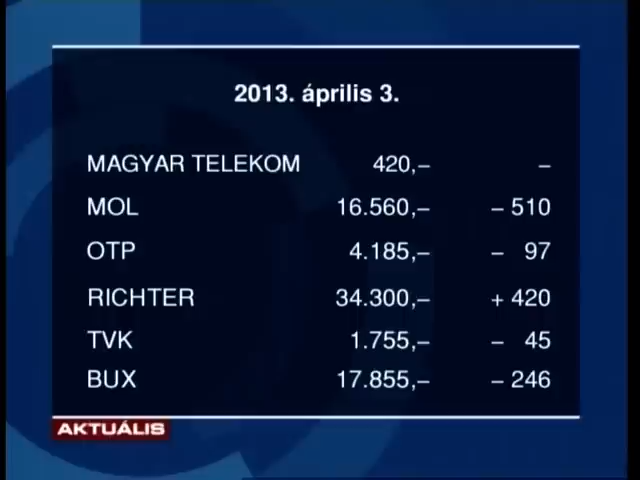 2013. április 3.
MAGYAR TELEKOM 420,– –
MOL 16.560,– – 510
OTP 4.185,– – 97
RICHTER 34.300,– + 420
TVK 1.755,– – 45
BUX 17.855,– – 246
AKTUÁLIS